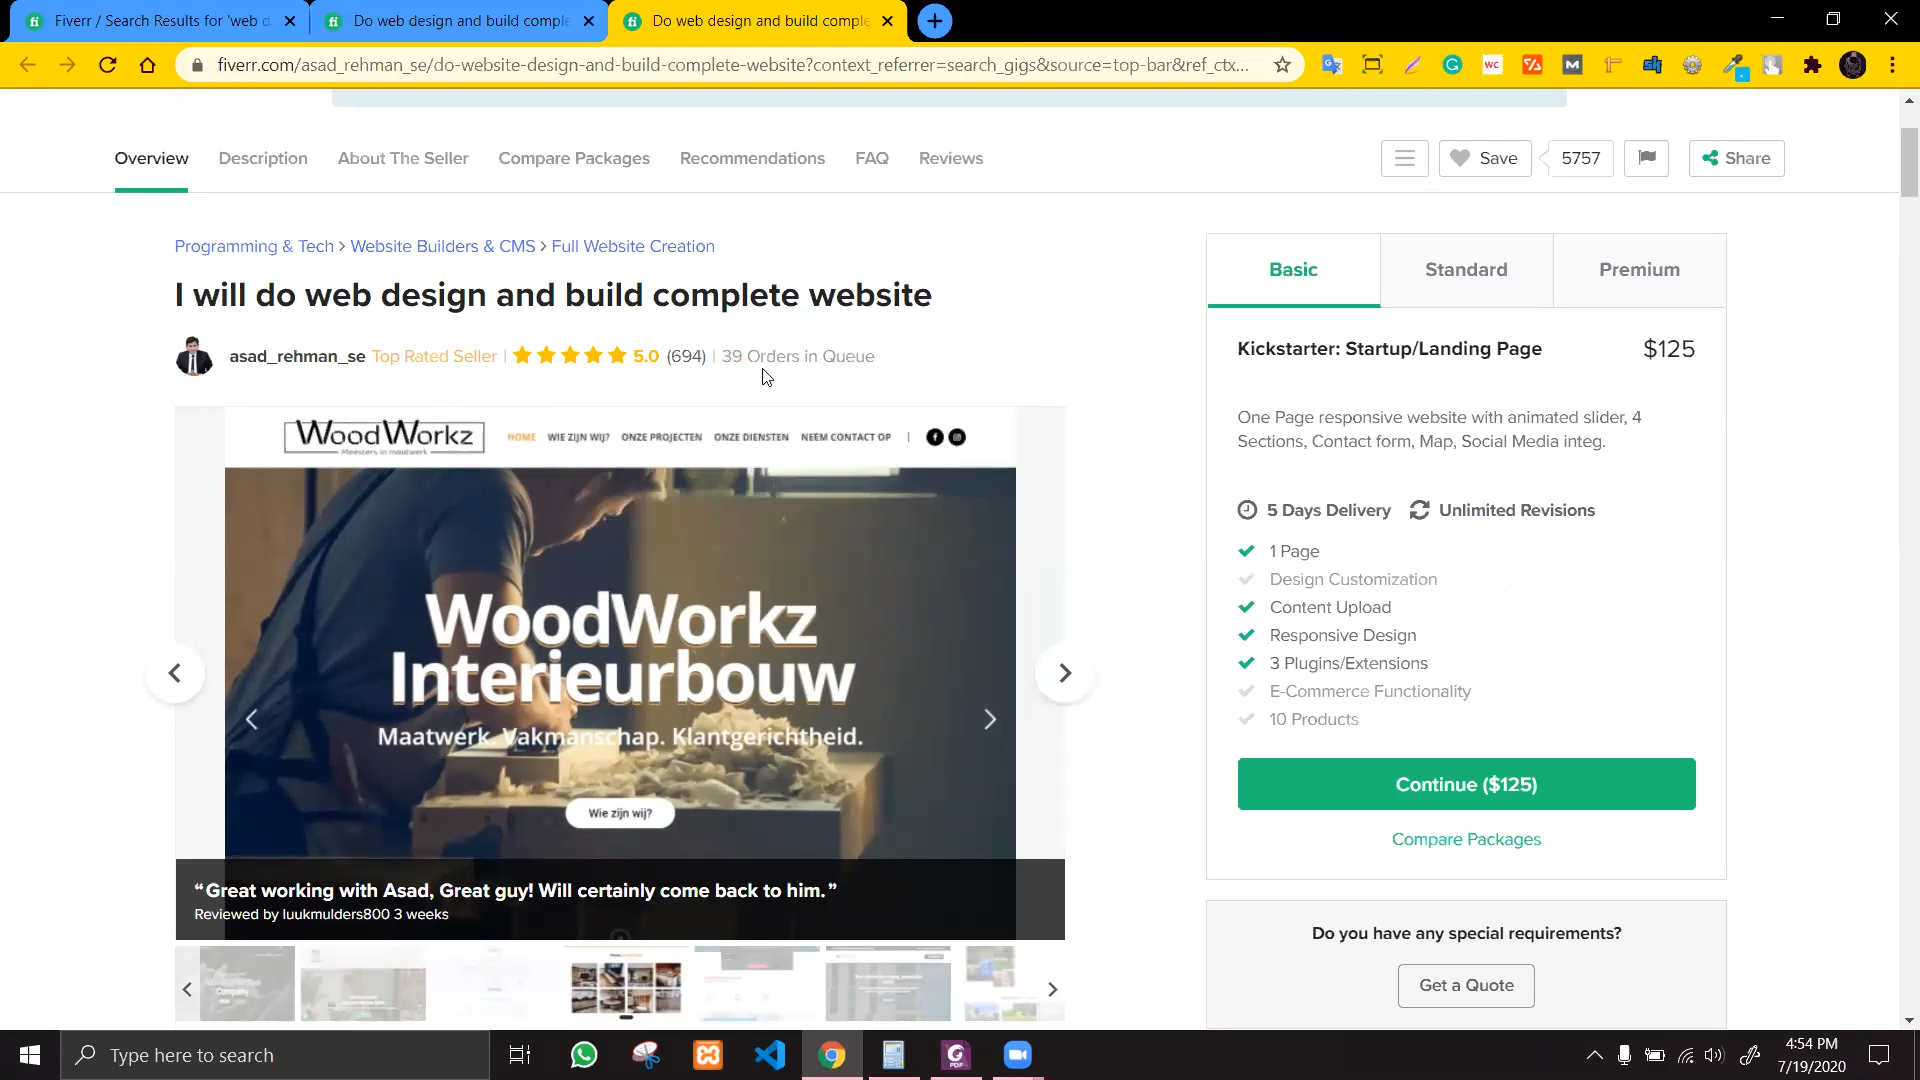 Fiverr / Search Results for 'web d
Do web design and build comple
Do web design and build comple
fiverr.com/asad_rehman_se/do-website-design-and-build-complete-website?context_referrer=search_gigs&source=top-bar&ref_ctx...
Overview
Description
About The Seller
Compare Packages
Recommendations
FAQ
Reviews
Save
5757
Share
Programming & Tech > Website Builders & CMS > Full Website Creation
I will do web design and build complete website
asad_rehman_se Top Rated Seller | 5.0 (694) | 39 Orders in Queue
WoodWorkz
Meesters in maatwerk
HOME WIE ZIJN WIJ? ONZE PROJECTEN ONZE DIENSTEN NEEM CONTACT OP |
WoodWorkz
Interieurbouw
Maatwerk. Vakmanschap. Klantgerichtheid.
Wie zijn wij?
“Great working with Asad, Great guy! Will certainly come back to him.”
Reviewed by luukmulders800 3 weeks
Basic
Standard
Premium
Kickstarter: Startup/Landing Page $125
One Page responsive website with animated slider, 4
Sections, Contact form, Map, Social Media integ.
5 Days Delivery Unlimited Revisions
1 Page
Design Customization
Content Upload
Responsive Design
3 Plugins/Extensions
E-Commerce Functionality
10 Products
Continue ($125)
Compare Packages
Do you have any special requirements?
Get a Quote
Type here to search
4:54 PM
7/19/2020